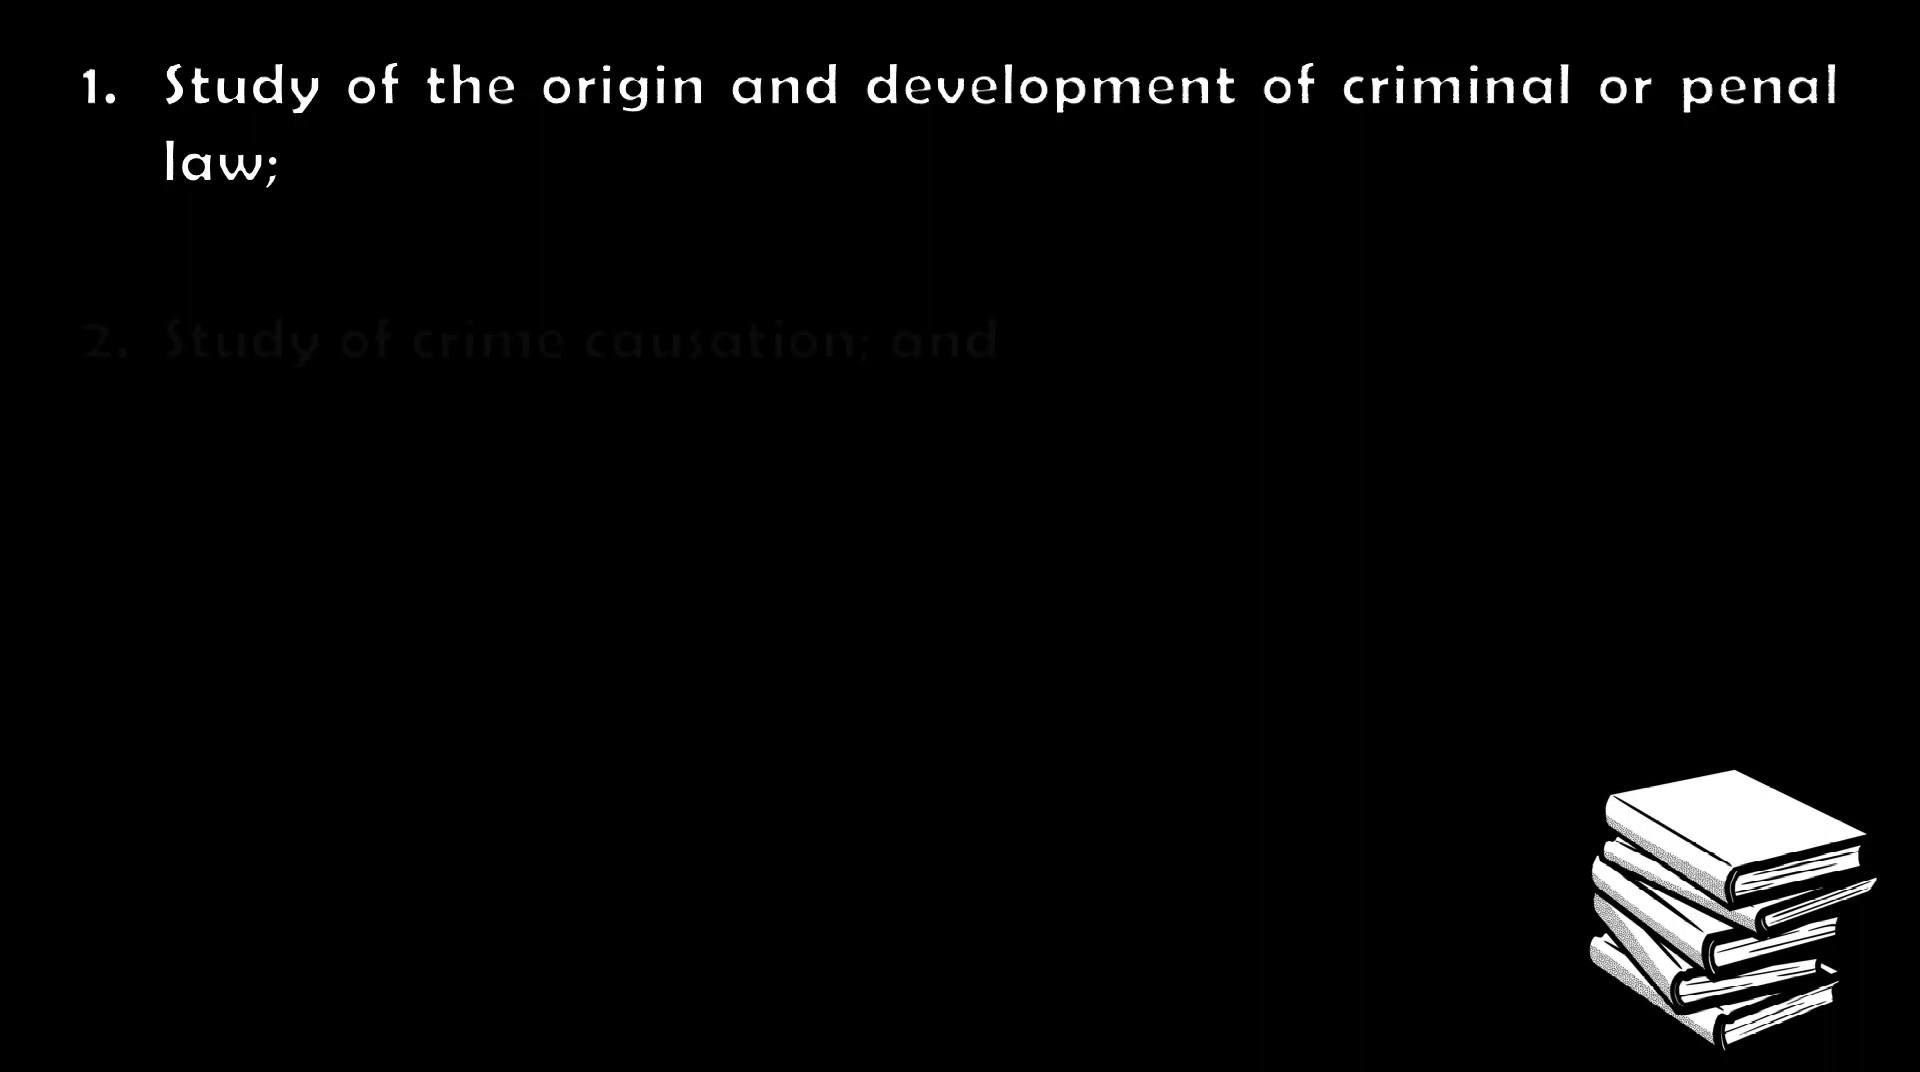 1. Study of the origin and development of criminal or penal
law;
2. Study of crime causation; and